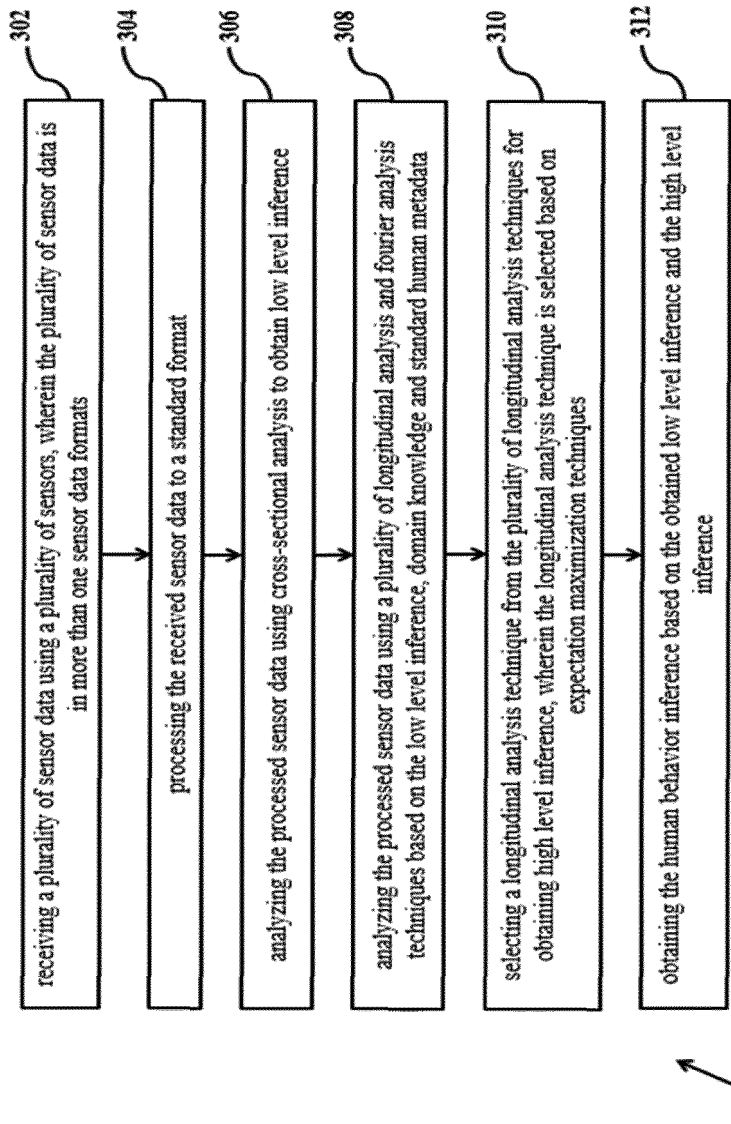 302
receiving a plurality of sensor data using a plurality of sensors, wherein the plurality of sensor data is
in more than one sensor data formats
304
processing the received sensor data to a standard format
306
analyzing the processed sensor data using cross-sectional analysis to obtain low level inference
308
analyzing the processed sensor data using a plurality of longitudinal analysis and fourier analysis
techniques based on the low level inference, domain knowledge and standard human metadata
310
selecting a longitudinal analysis technique from the plurality of longitudinal analysis techniques for
obtaining high level inference, wherein the longitudinal analysis technique is selected based on
expectation maximization techniques
312
obtaining the human behavior inference based on the obtained low level inference and the high level
inference